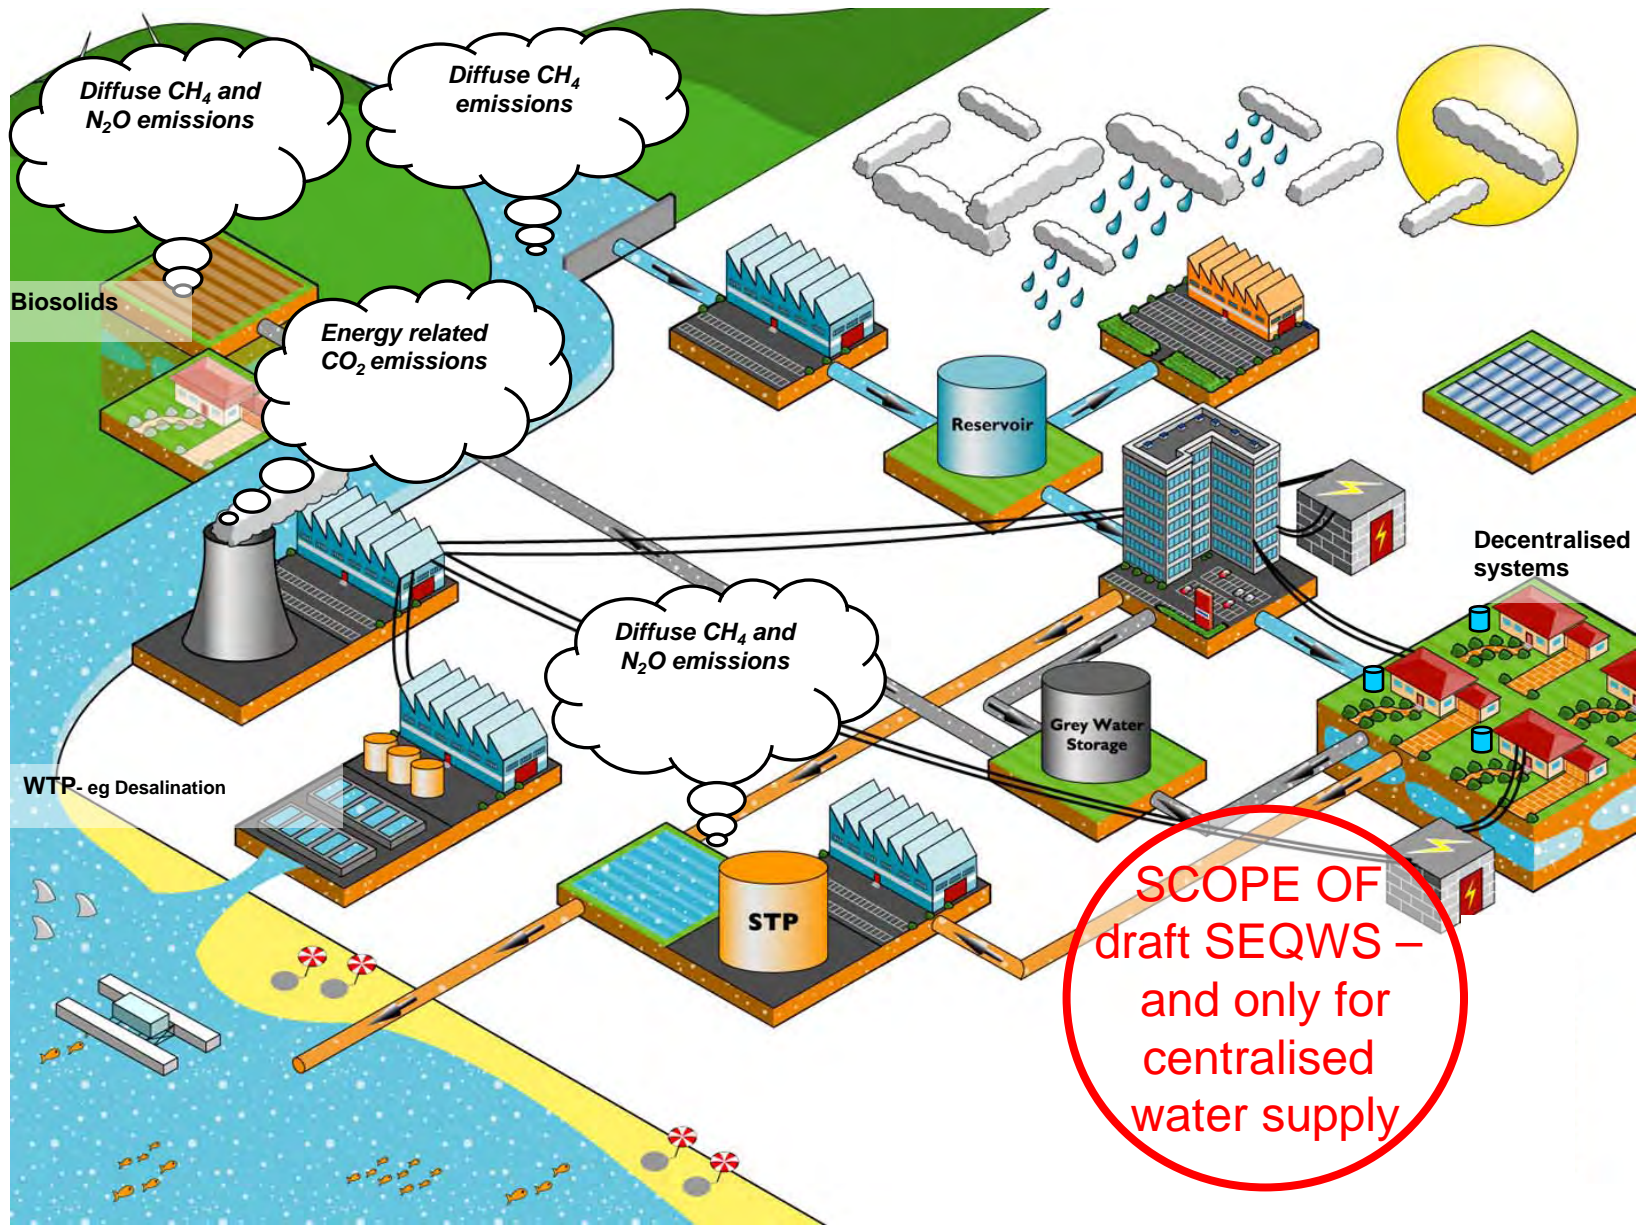 Diffuse CH₄ and
N₂O emissions
Diffuse CH₄
emissions
Biosolids
Energy related
CO₂ emissions
Reservoir
Decentralised
systems
Diffuse CH₄ and
N₂O emissions
Grey Water
Storage
WTP- eg Desalination
STP
SCOPE OF
draft SEQWS –
and only for
centralised
water supply